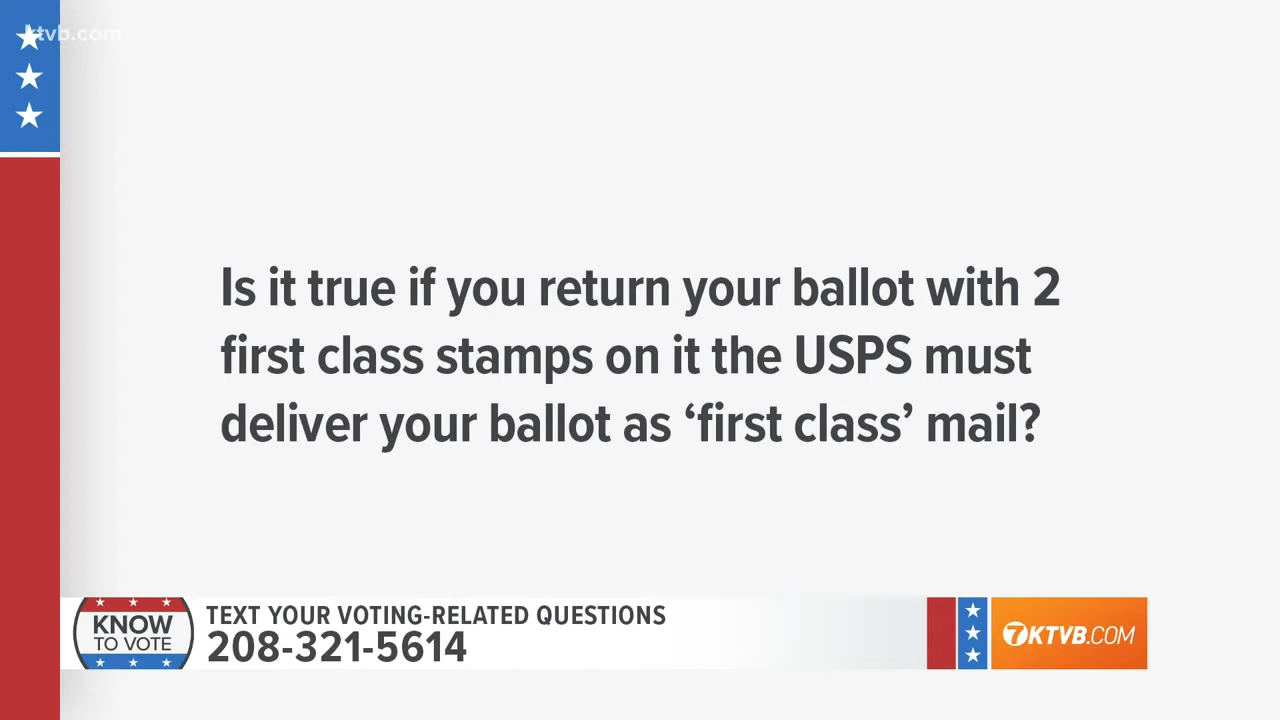 ktvb.com
Is it true if you return your ballot with 2
first class stamps on it the USPS must
deliver your ballot as ‘first class’ mail?
KNOW
TO VOTE
TEXT YOUR VOTING-RELATED QUESTIONS
208-321-5614
7KTVB.COM